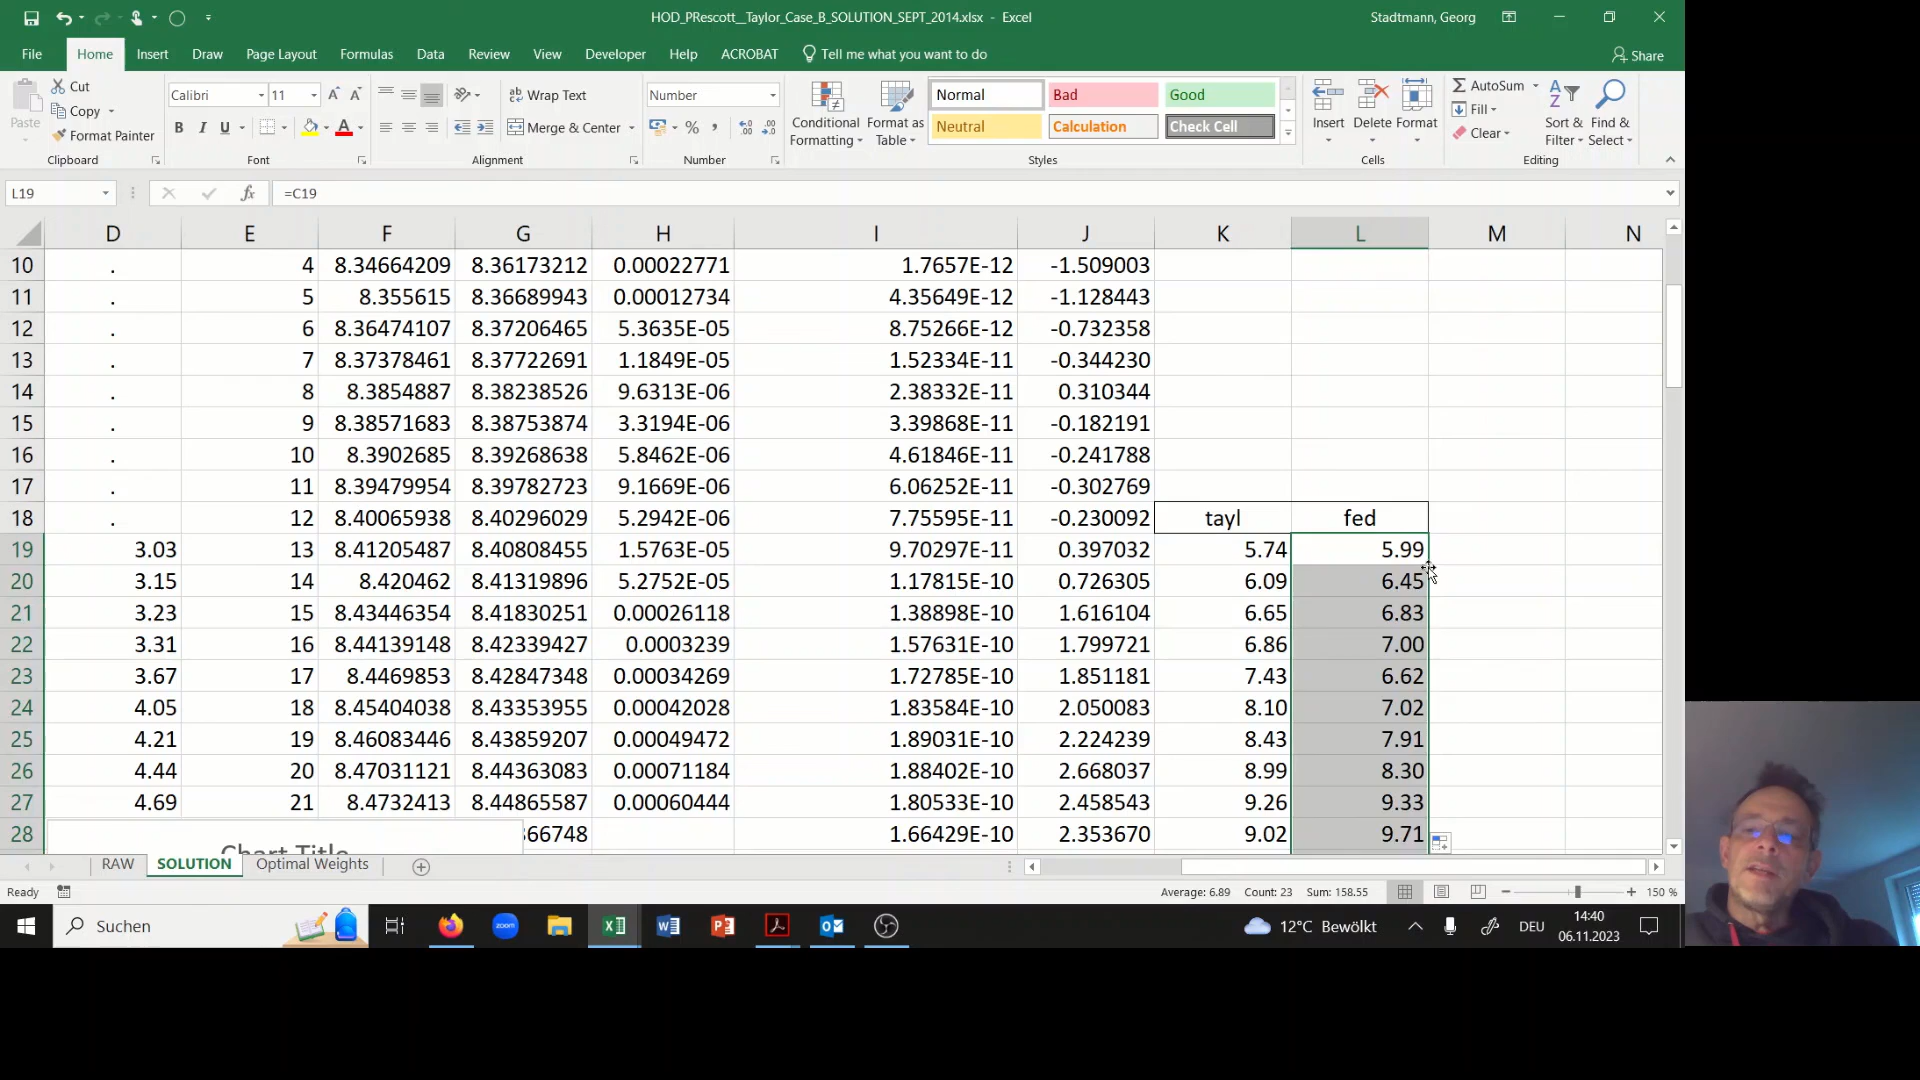 HOD_PRescott__Taylor_Case_B_SOLUTION_SEPT_2014.xlsx - Excel
Stadtmann, Georg
File Home Insert Draw Page Layout Formulas Data Review View Developer Help ACROBAT Tell me what you want to do
Share
Paste
Cut
Copy
Format Painter
Clipboard
Calibri 11
B I U
Font
Wrap Text
Merge & Center
Alignment
Number
Number
Conditional Formatting
Format as Table
Normal Bad Good
Neutral Calculation Check Cell
Styles
Insert Delete Format
Cells
AutoSum
Fill
Clear
Sort & Filter
Find & Select
Editing
L19 fx =C19
D E F G H I J K L M N
10 . 4 8.34664209 8.36173212 0.00022771 1.7657E-12 -1.509003
11 . 5 8.355615 8.36689943 0.00012734 4.35649E-12 -1.128443
12 . 6 8.36474107 8.37206465 5.3635E-05 8.75266E-12 -0.732358
13 . 7 8.37378461 8.37722691 1.1849E-05 1.52334E-11 -0.344230
14 . 8 8.3854887 8.38238526 9.6313E-06 2.38332E-11 0.310344
15 . 9 8.38571683 8.38753874 3.3194E-06 3.39868E-11 -0.182191
16 . 10 8.3902685 8.39268638 5.8462E-06 4.61846E-11 -0.241788
17 . 11 8.39479954 8.39782723 9.1669E-06 6.06252E-11 -0.302769
18 . 12 8.40065938 8.40296029 5.2942E-06 7.75595E-11 -0.230092 tayl fed
19 3.03 13 8.41205487 8.40808455 1.5763E-05 9.70297E-11 0.397032 5.74 5.99
20 3.15 14 8.420462 8.41319896 5.2752E-05 1.17815E-10 0.726305 6.09 6.45
21 3.23 15 8.43446354 8.41830251 0.00026118 1.38898E-10 1.616104 6.65 6.83
22 3.31 16 8.44139148 8.42339427 0.0003239 1.57631E-10 1.799721 6.86 7.00
23 3.67 17 8.4469853 8.42847348 0.00034269 1.72785E-10 1.851181 7.43 6.62
24 4.05 18 8.45404038 8.43353955 0.00042028 1.83584E-10 2.050083 8.10 7.02
25 4.21 19 8.46083446 8.43859207 0.00049472 1.89031E-10 2.224239 8.43 7.91
26 4.44 20 8.47031121 8.44363083 0.00071184 1.88402E-10 2.668037 8.99 8.30
27 4.69 21 8.4732413 8.44865587 0.00060444 1.80533E-10 2.458543 9.26 9.33
28 Chart Title 366748 1.66429E-10 2.353670 9.02 9.71
RAW SOLUTION Optimal Weights
Ready Average: 6.89 Count: 23 Sum: 158.55 150 %
Suchen
12°C Bewölkt
DEU
14:40
06.11.2023